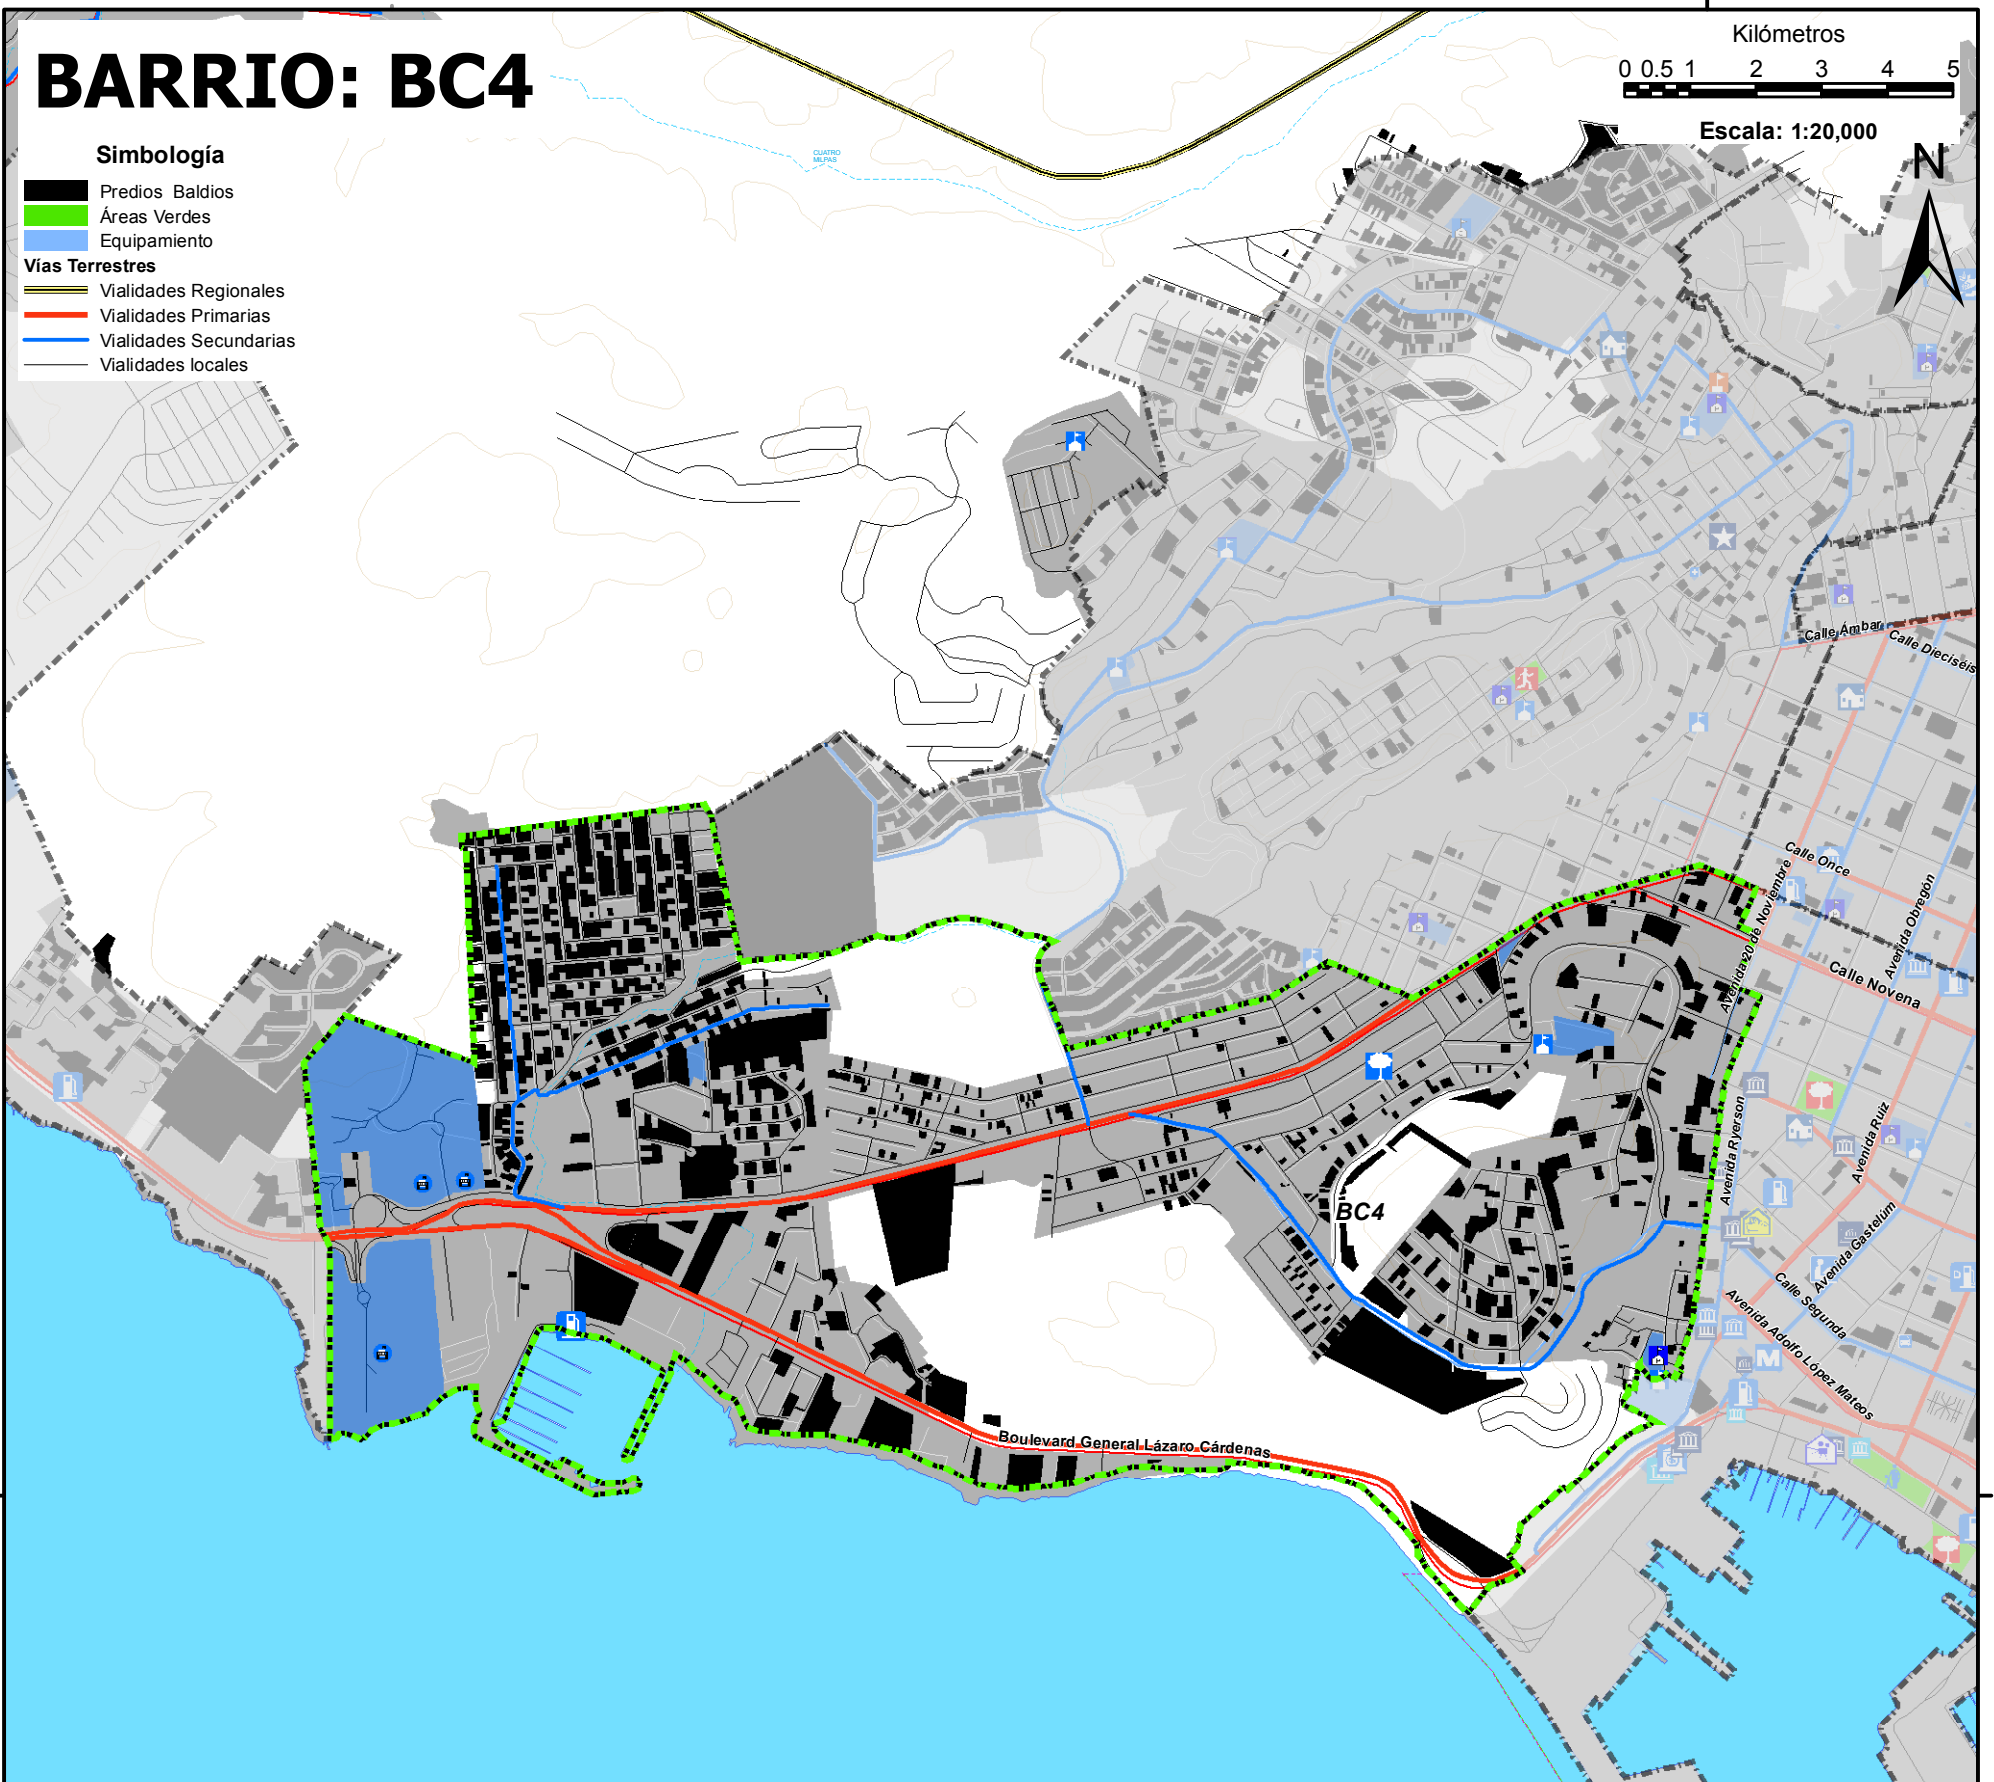 BARRIO: BC4
Kilómetros
0 0.5 1 2 3 4 5
Escala: 1:20,000
N
Simbología
Predios Baldios
Áreas Verdes
Equipamiento
Vías Terrestres
Vialidades Regionales
Vialidades Primarias
Vialidades Secundarias
Vialidades locales
CUATRO
MILPAS
Calle Ámbar
Calle Dieciséis
Calle Once
Avenida Obregón
Avenida 20 de Noviembre
Calle Novena
Avenida Ryerson
Avenida Ruiz
BC4
Avenida Gastelum
Calle Segunda
Avenida Adolfo López Mateos
M
Boulevard General Lázaro Cárdenas